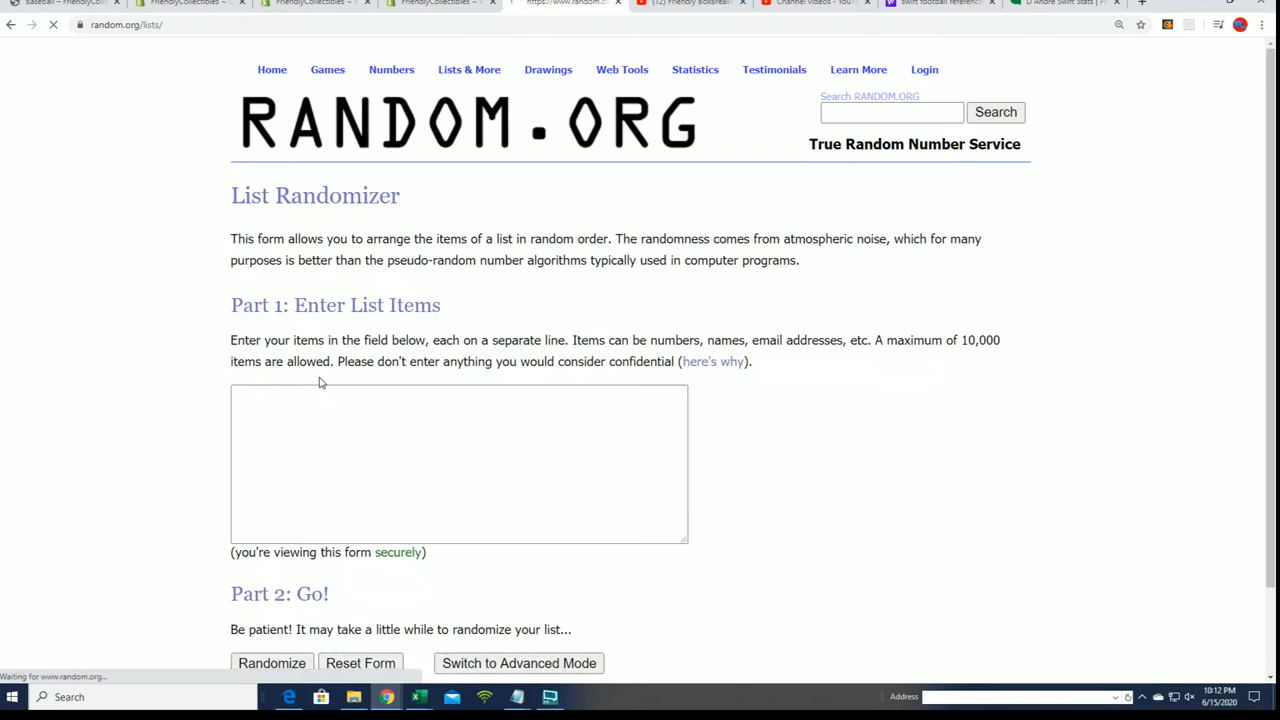 Baseball – FriendlyColl
FriendlyCollectibles –
FriendlyCollectibles –
FriendlyCollectibles –
https://www.random.o
(12) Friendly BoxBreak
Channel videos - YouT
swift football reference
D'Andre Swift Stats | P
random.org/lists/
Home Games Numbers Lists & More Drawings Web Tools Statistics Testimonials Learn More Login
Search RANDOM.ORG
RANDOM.ORG
Search
True Random Number Service
List Randomizer
This form allows you to arrange the items of a list in random order. The randomness comes from atmospheric noise, which for many
purposes is better than the pseudo-random number algorithms typically used in computer programs.
Part 1: Enter List Items
Enter your items in the field below, each on a separate line. Items can be numbers, names, email addresses, etc. A maximum of 10,000
items are allowed. Please don't enter anything you would consider confidential (here's why).
(you're viewing this form securely)
Part 2: Go!
Be patient! It may take a little while to randomize your list...
Randomize Reset Form Switch to Advanced Mode
Waiting for www.random.org...
Search
Address
10:12 PM
6/15/2020